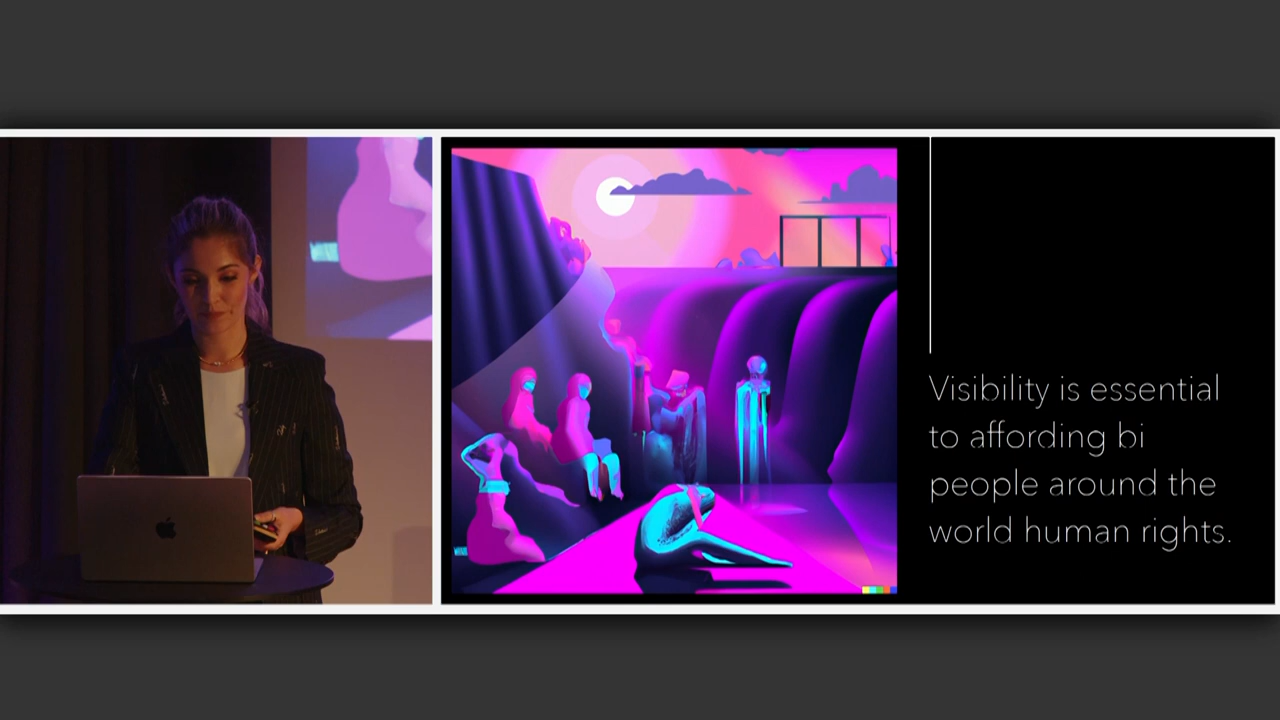 Visibility is essential
to affording bi
people around the
world human rights.